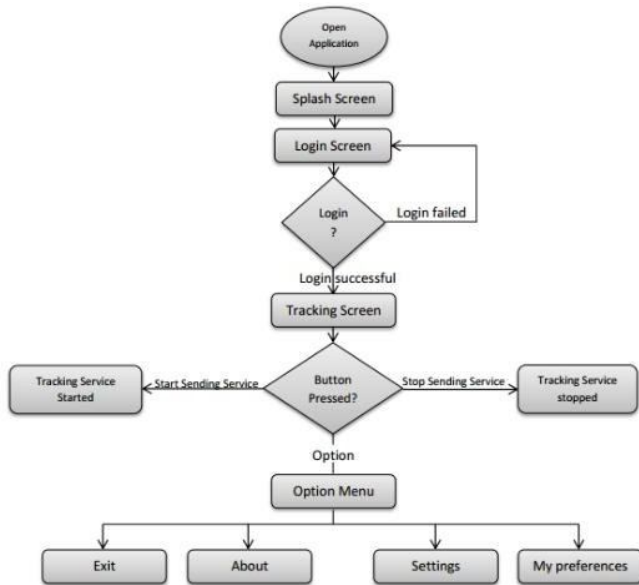 Open
Application
Splash Screen
Login Screen
Login
?
Login failed
Login successful
Tracking Screen
Tracking Service
Started
Start Sending Service
Button
Pressed?
Stop Sending Service
Tracking Service
stopped
Option
Option Menu
Exit
About
Settings
My preferences